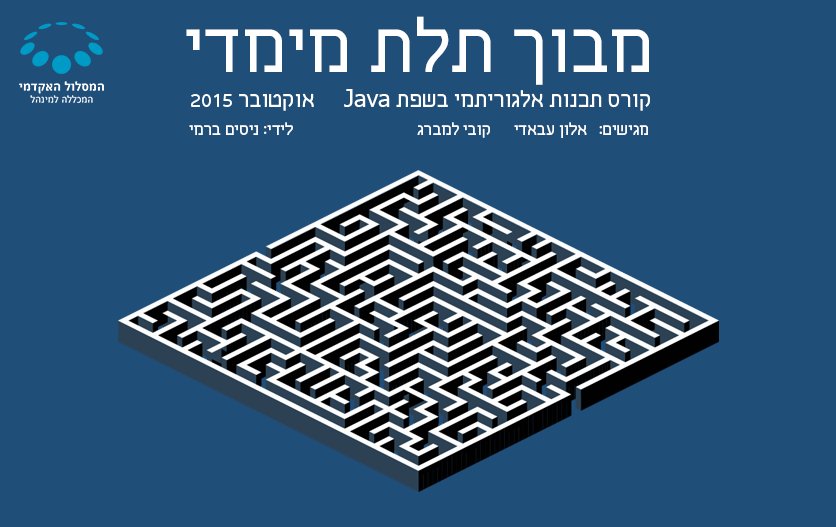 מבוך תלת מימדי
קורס תכנות אלגוריתמי בשפת Java אוקטובר 2015
מגישים: אלון עבאדי קובי למברג לידי: ניסים ברמי
המסלול האקדמי
המכללה למינהל